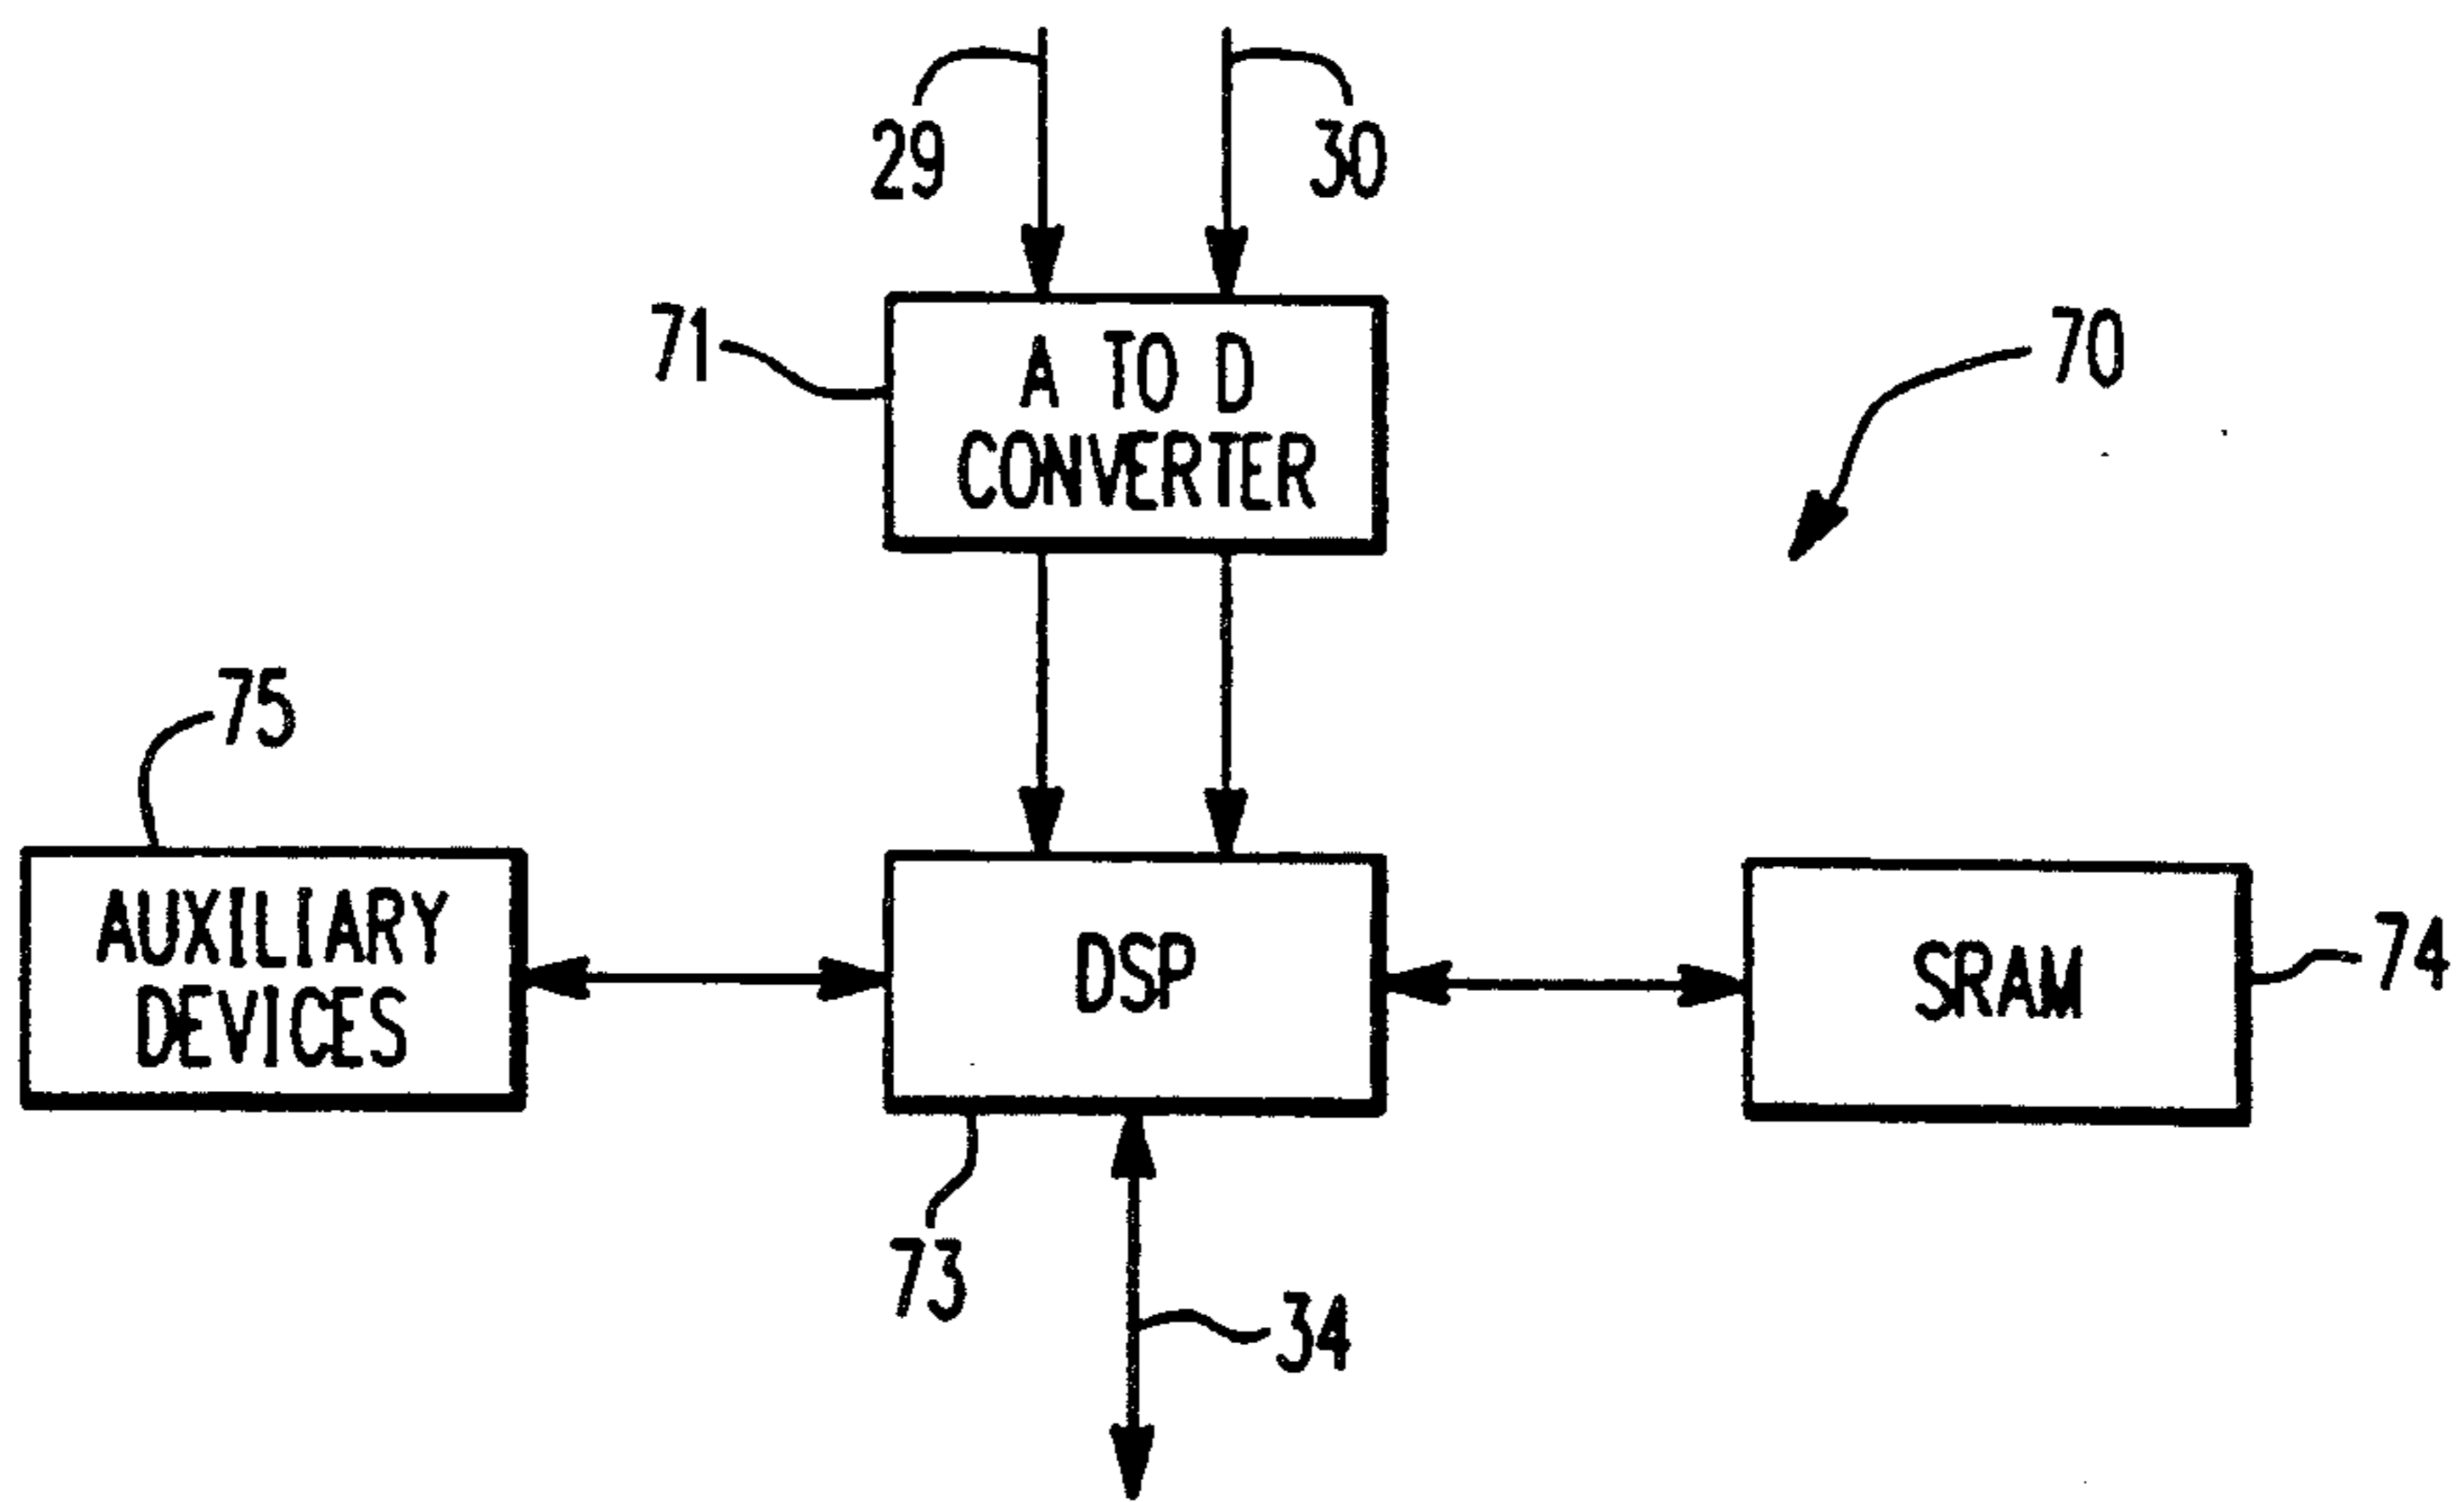 29
30
71
A TO D
CONVERTER
70
75
AUXILIARY
DEVICES
DSP
SRAM
74
73
34